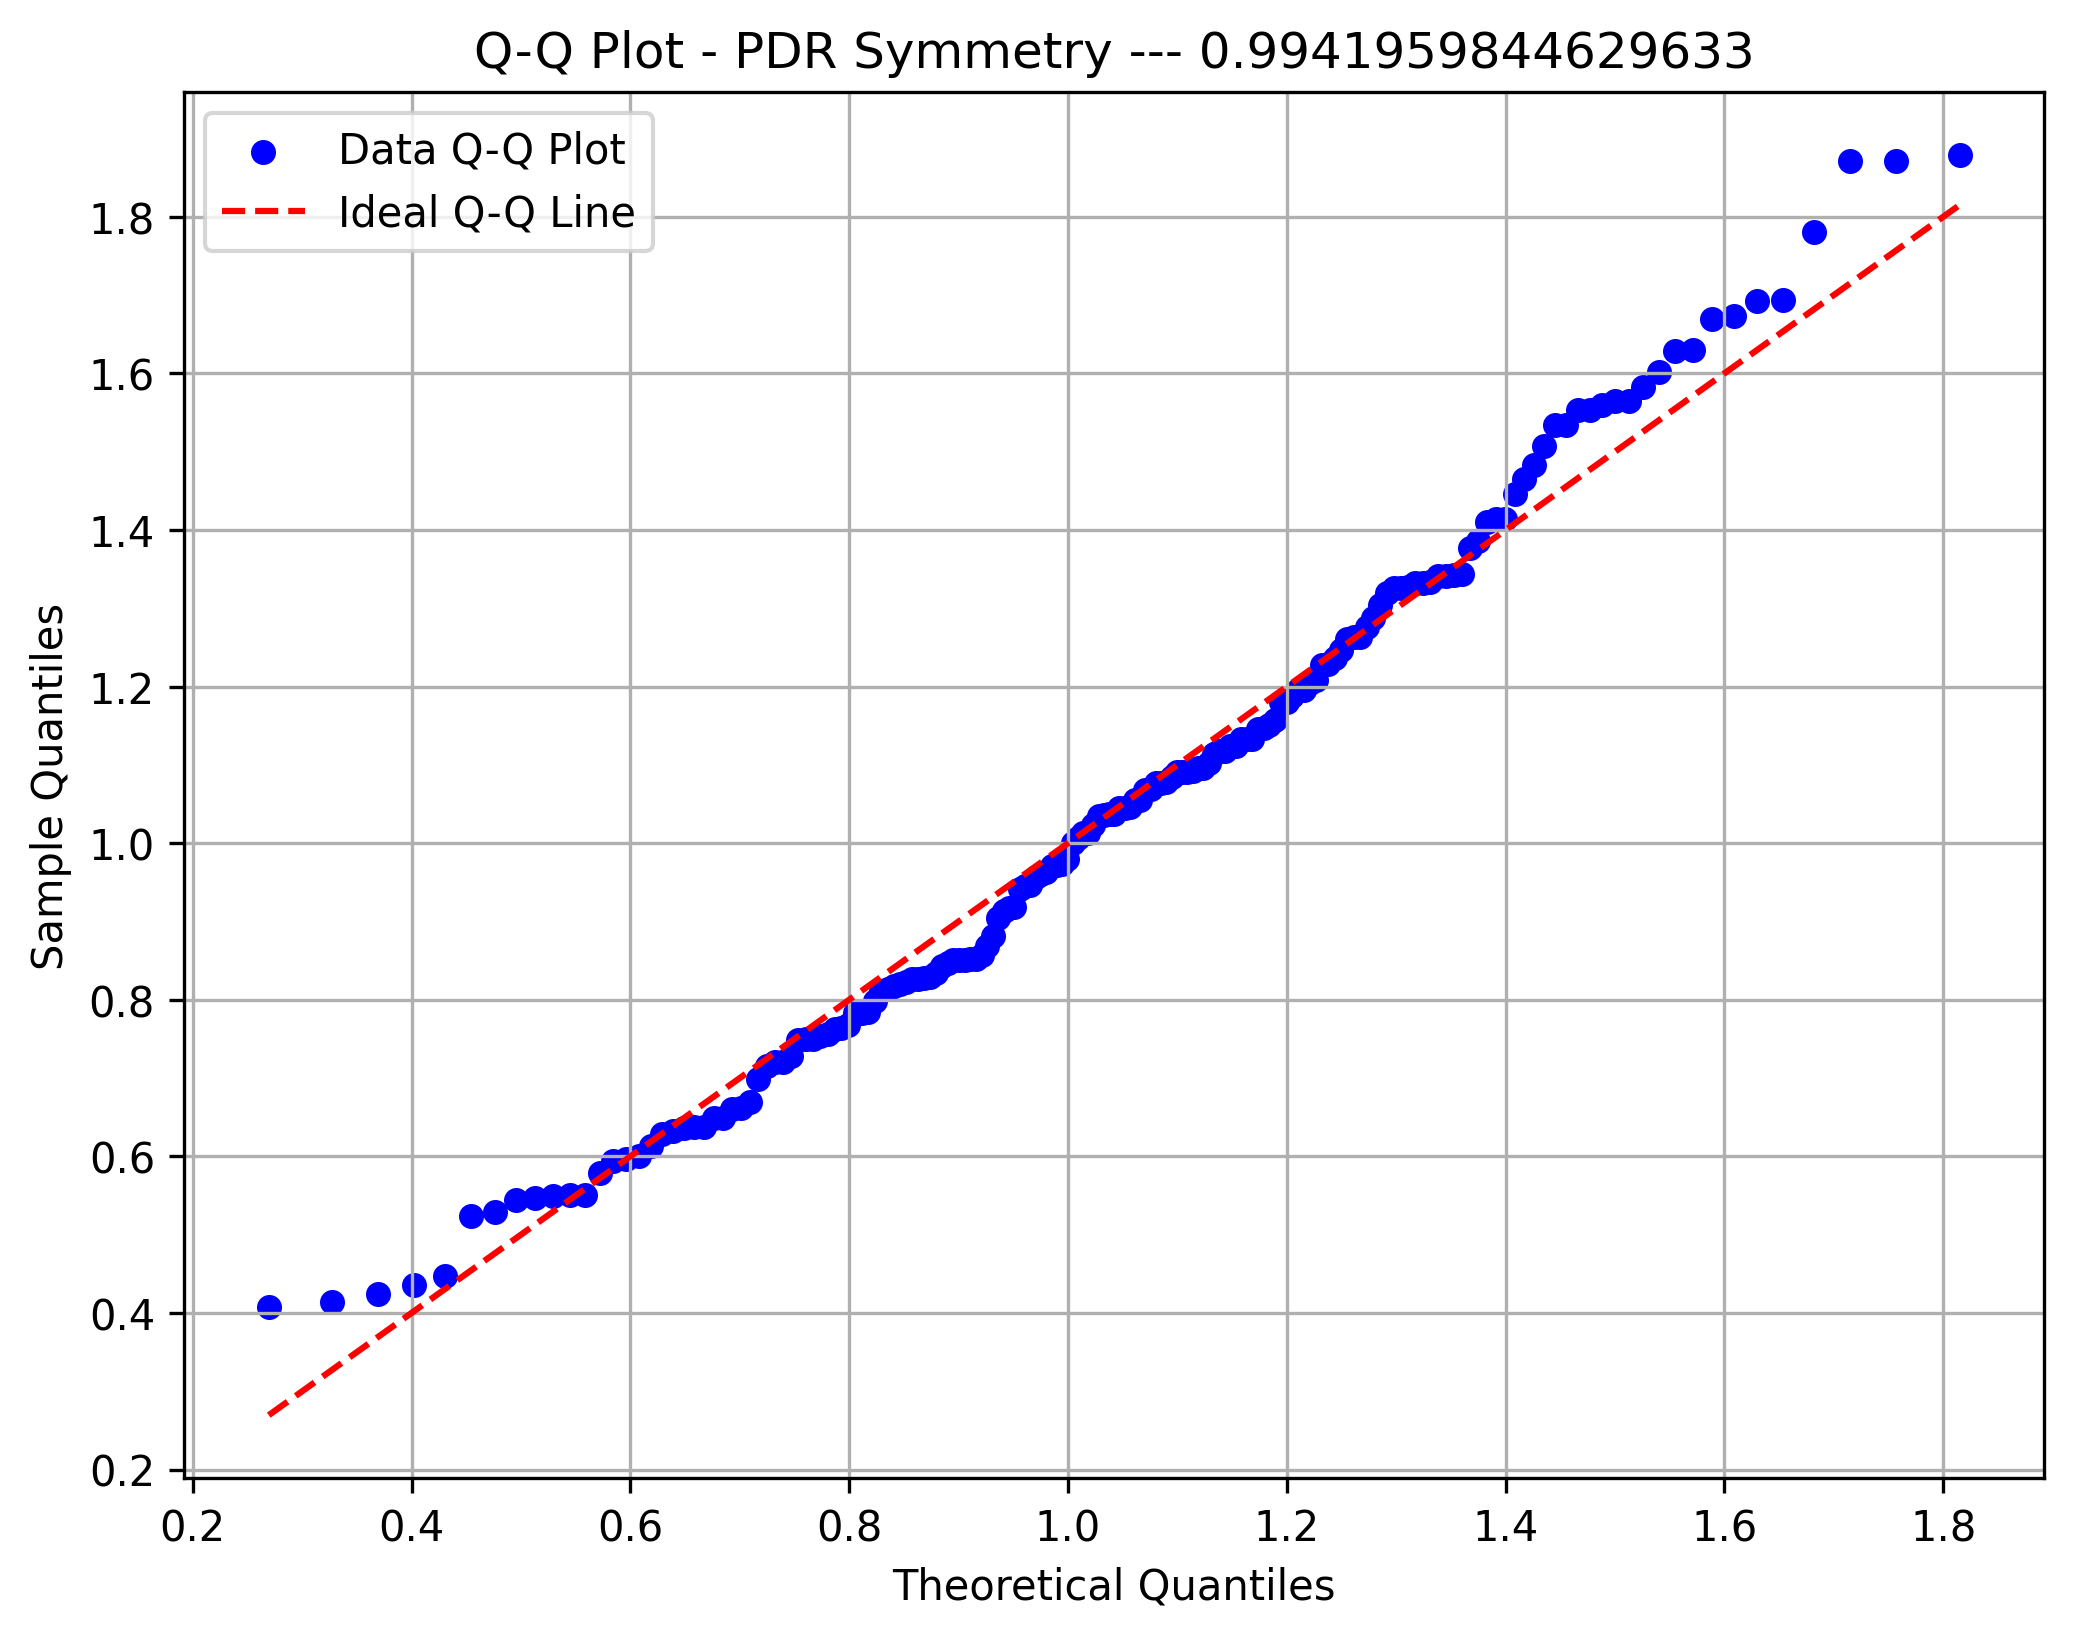 Q-Q Plot - PDR Symmetry --- 0.9941959844629633
Data Q-Q Plot
Ideal Q-Q Line
1.8
1.6
1.4
1.2
1.0
0.8
0.6
0.4
0.2
Sample Quantiles
0.2 0.4 0.6 0.8 1.0 1.2 1.4 1.6 1.8
Theoretical Quantiles